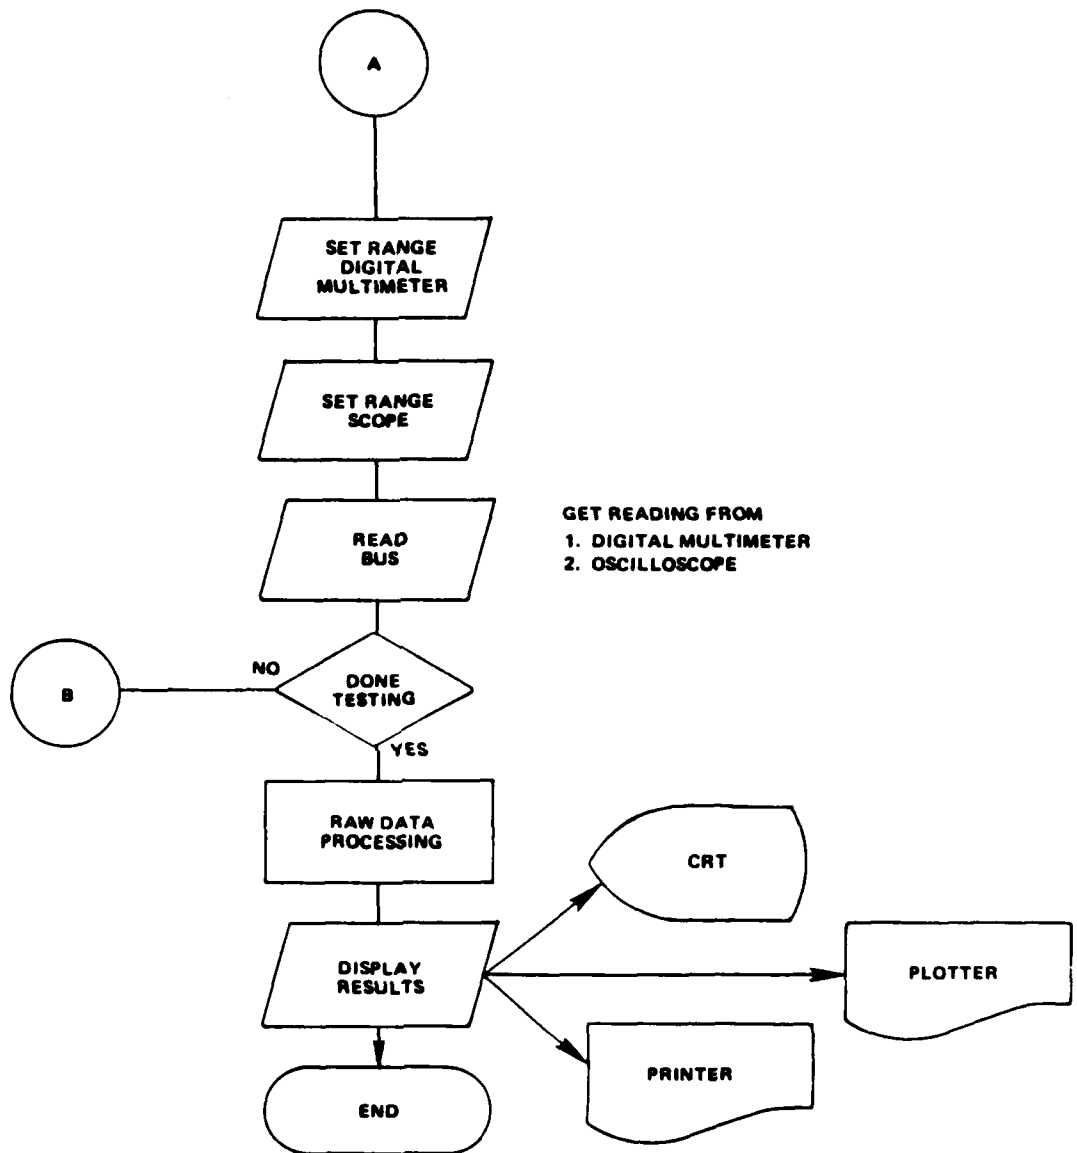 A
SET RANGE
DIGITAL
MULTIMETER
SET RANGE
SCOPE
READ
BUS
GET READING FROM
1. DIGITAL MULTIMETER
2. OSCILLOSCOPE
B
NO
DONE
TESTING
YES
RAW DATA
PROCESSING
CRT
DISPLAY
RESULTS
PLOTTER
PRINTER
END